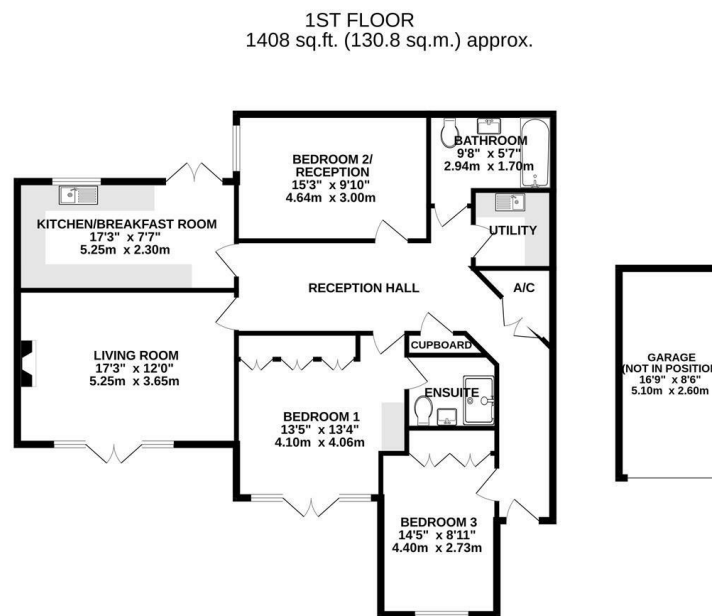 1ST FLOOR
1408 sq.ft. (130.8 sq.m.) approx.
BEDROOM 2/
RECEPTION
15'3" x 9'10"
4.64m x 3.00m
BATHROOM
9'8" x 5'7"
2.94m x 1.70m
KITCHEN/BREAKFAST ROOM
17'3" x 7'7"
5.25m x 2.30m
UTILITY
RECEPTION HALL
A/C
CUPBOARD
LIVING ROOM
17'3" x 12'0"
5.25m x 3.65m
ENSUITE
BEDROOM 1
13'5" x 13'4"
4.10m x 4.06m
BEDROOM 3
14'5" x 8'11"
4.40m x 2.73m
GARAGE
(NOT IN POSITION
16'9" x 8'6"
5.10m x 2.60m